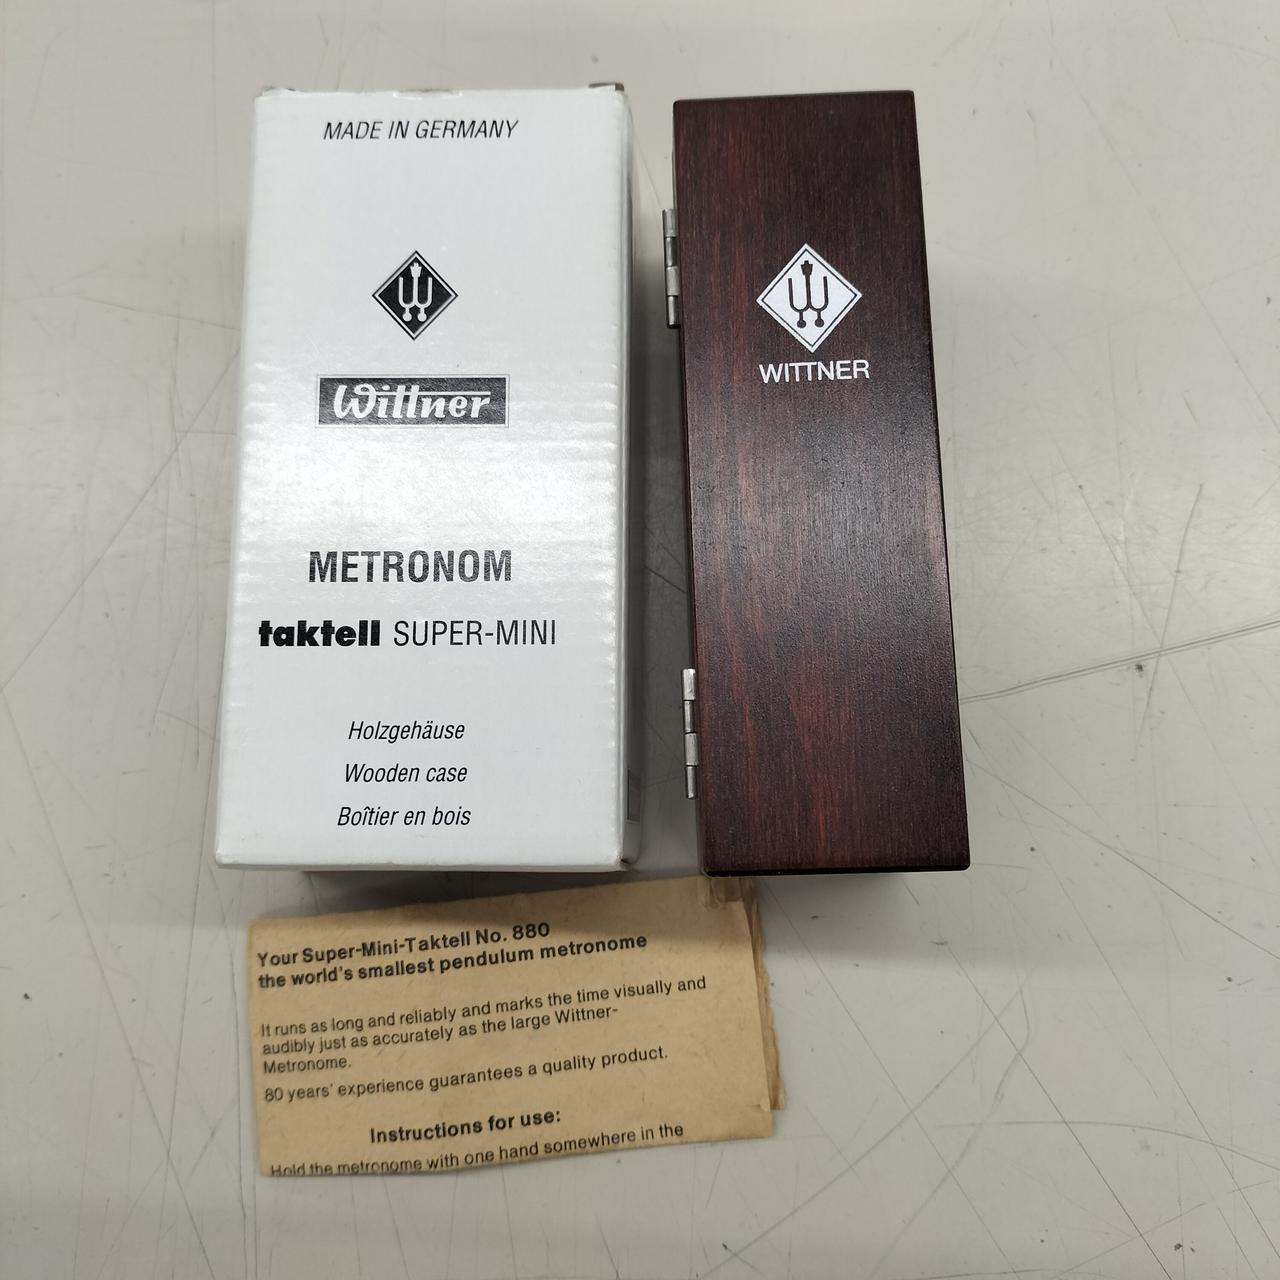 MADE IN GERMANY
Wittner
METRONOM
taktell SUPER-MINI
Holzgehäuse
Wooden case
Boîtier en bois
WITTNER
Your Super-Mini-Taktell No. 880
the world's smallest pendulum metronome
It runs as long and reliably and marks the time visually and
audibly just as accurately as the large Wittner-
Metronome.
80 years' experience guarantees a quality product.
Instructions for use:
Hold the metronome with one hand somewhere in the